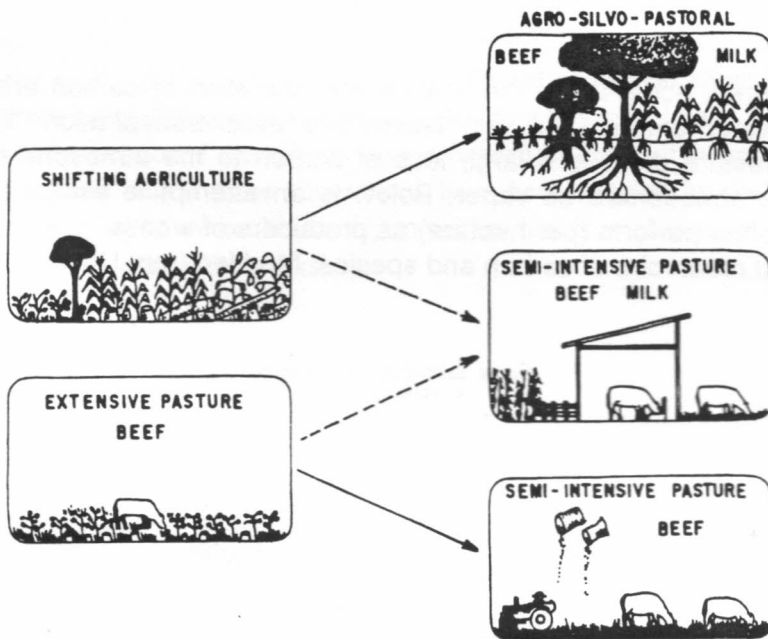 AGRO-SILVO-PASTORAL
BEEF MILK
SHIFTING AGRICULTURE
SEMI-INTENSIVE PASTURE
BEEF MILK
EXTENSIVE PASTURE
BEEF
SEMI-INTENSIVE PASTURE
BEEF